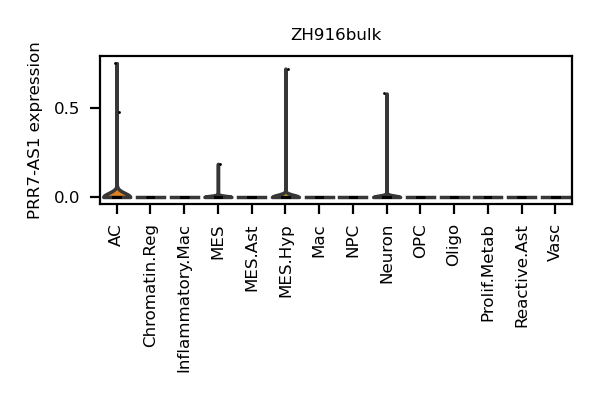 ZH916bulk
PRR7-AS1 expression
0.5
0.0
AC
Chromatin.Reg
Inflammatory.Mac
MES
MES.Ast
MES.Hyp
Mac
NPC
Neuron
OPC
Oligo
Prolif.Metab
Reactive.Ast
Vasc